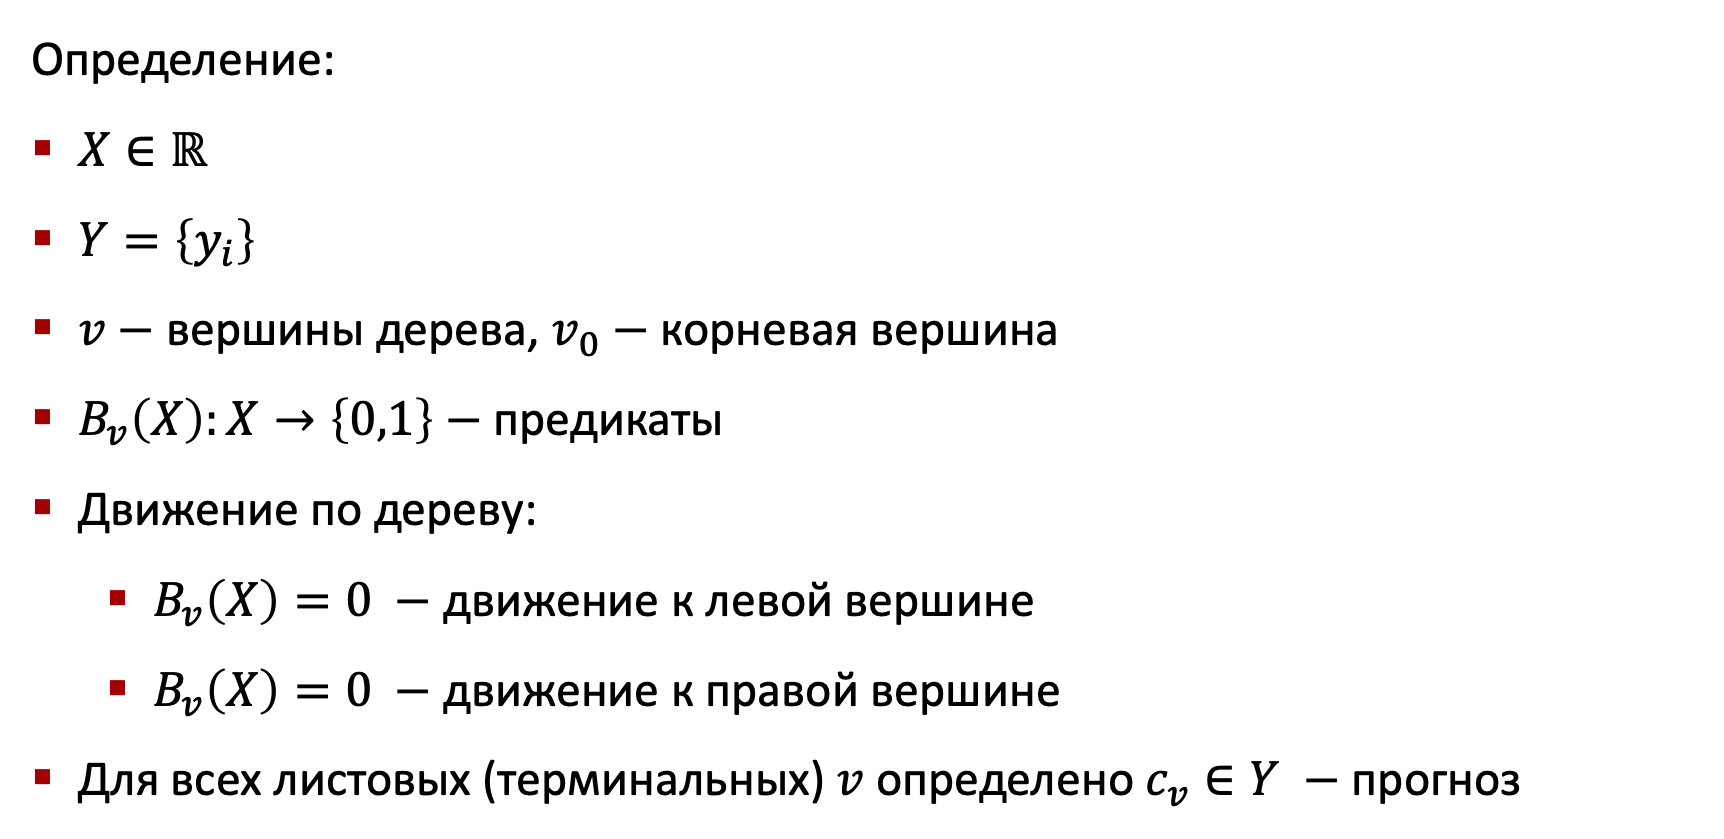 Определение:
▪ X ∈ ℝ
▪ Y = {yᵢ}
▪ v – вершины дерева, v₀ – корневая вершина
▪ Bᵥ(X): X → {0,1} – предикаты
▪ Движение по дереву:
▪ Bᵥ(X) = 0 – движение к левой вершине
▪ Bᵥ(X) = 0 – движение к правой вершине
▪ Для всех листовых (терминальных) v определено cᵥ ∈ Y – прогноз